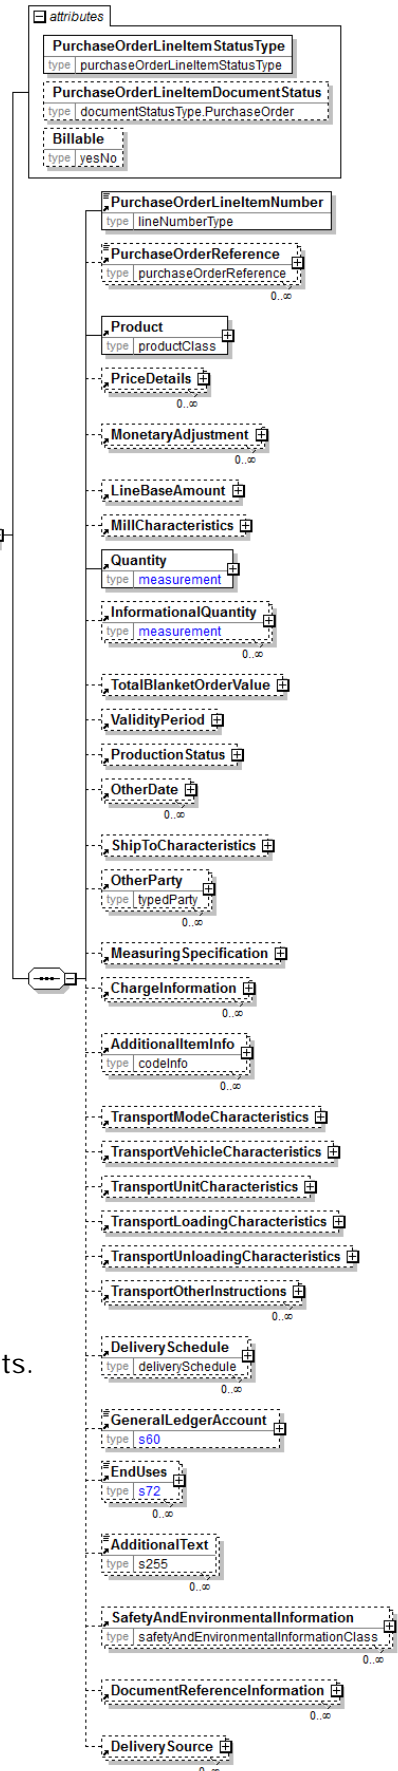 attributes
PurchaseOrderLineItemStatusType
type purchaseOrderLineItemStatusType
PurchaseOrderLineItemDocumentStatus
type documentStatusType.PurchaseOrder
Billable
type yesNo
PurchaseOrderLineItemNumber
type lineNumberType
PurchaseOrderReference
type purchaseOrderReference
0..∞
Product
type productClass
PriceDetails
0..∞
MonetaryAdjustment
0..∞
LineBaseAmount
MillCharacteristics
Quantity
type measurement
InformationalQuantity
type measurement
0..∞
TotalBlanketOrderValue
ValidityPeriod
ProductionStatus
OtherDate
0..∞
ShipToCharacteristics
OtherParty
type typedParty
0..∞
MeasuringSpecification
ChargeInformation
0..∞
AdditionalItemInfo
type codeInfo
0..∞
TransportModeCharacteristics
TransportVehicleCharacteristics
TransportUnitCharacteristics
TransportLoadingCharacteristics
TransportUnloadingCharacteristics
TransportOtherInstructions
0..∞
DeliverySchedule
type deliverySchedule
ts.
0..∞
GeneralLedgerAccount
type s60
EndUses
type s72
0..∞
AdditionalText
type s255
0..∞
SafetyAndEnvironmentalInformation
type safetyAndEnvironmentalInformationClass
0..∞
DocumentReferenceInformation
0..∞
DeliverySource
0..∞